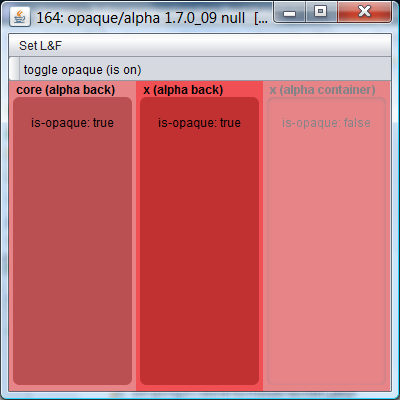 164: opaque/alpha 1.7.0_09 null [...
Set L&F
toggle opaque (is on)
core (alpha back) x (alpha back) x (alpha container)
is-opaque: true is-opaque: true is-opaque: false